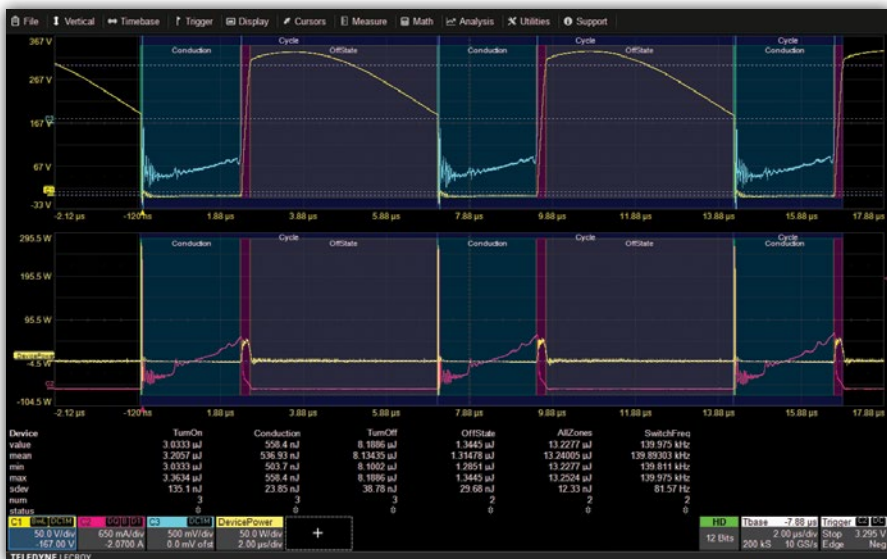 File Vertical Timebase Trigger Display Cursors Measure Math Analysis Utilities Support
367 V
267 V
167 V
67 V
-33 V
Cycle Cycle Cycle
Conduction OffState Conduction OffState Conduction
-2.12 µs -120 ns 1.88 µs 3.88 µs 5.88 µs 7.88 µs 9.88 µs 11.88 µs 13.88 µs 15.88 µs 17.88 µs
295.5 W
195.5 W
95.5 W
-4.5 W
-104.5 W
Cycle Cycle Cycle
Conduction OffState Conduction OffState Conduction
DevicePower
C2
-2.12 µs -120 ns 1.88 µs 3.88 µs 5.88 µs 7.88 µs 9.88 µs 11.88 µs 13.88 µs 15.88 µs 17.88 µs
Device TurnOn Conduction TurnOff OffState AllZones SwitchFreq
value 3.0333 µJ 558.4 nJ 8.1886 µJ 1.3445 µJ 13.2277 µJ 139.975 kHz
mean 3.2057 µJ 536.93 nJ 8.13435 µJ 1.31478 µJ 13.24005 µJ 139.89303 kHz
min 3.0333 µJ 503.7 nJ 8.1002 µJ 1.2851 µJ 13.2277 µJ 139.811 kHz
max 3.3634 µJ 558.4 nJ 8.1886 µJ 1.3445 µJ 13.2524 µJ 139.975 kHz
sdev 135.1 nJ 23.85 nJ 38.78 nJ 29.68 nJ 12.33 nJ 81.57 Hz
num 3 3 3 2 2 2
status 0 0 0 0 0 0
C1 BwL DC1M C2 C3 DC1M DevicePower HD Tbase -7.88 µs Trigger C2 DC
50.0 V/div 650 mA/div 500 mV/div 50.0 W/div + 12 Bits 2.00 µs/div Stop 3.295 V
-167.00 V -2.0700 A 0.0 mV ofst 2.00 µs/div 200 kS 10 GS/s Edge Neg
TELEDYNE LECROY